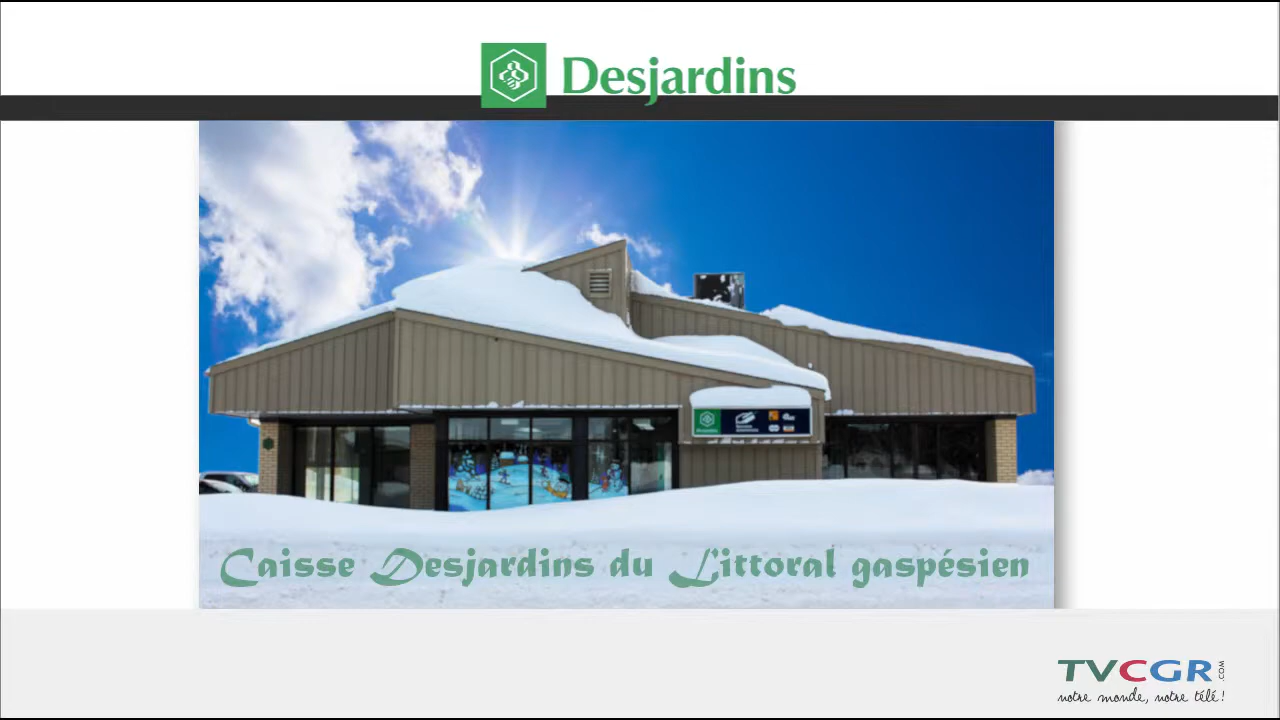 Desjardins
Caisse Desjardins du Littoral gaspésien
TVCGR.COM
notre monde, notre télé!